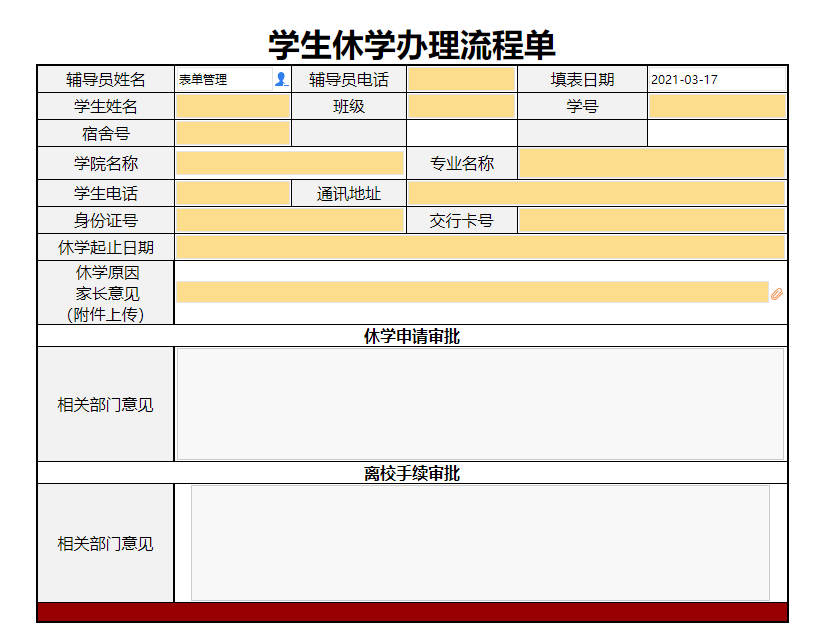 学生休学办理流程单
辅导员姓名 表单管理 辅导员电话 填表日期 2021-03-17
学生姓名 班级 学号
宿舍号
学院名称 专业名称
学生电话 通讯地址
身份证号 交行卡号
休学起止日期
休学原因
家长意见
(附件上传)
休学申请审批
相关部门意见
离校手续审批
相关部门意见